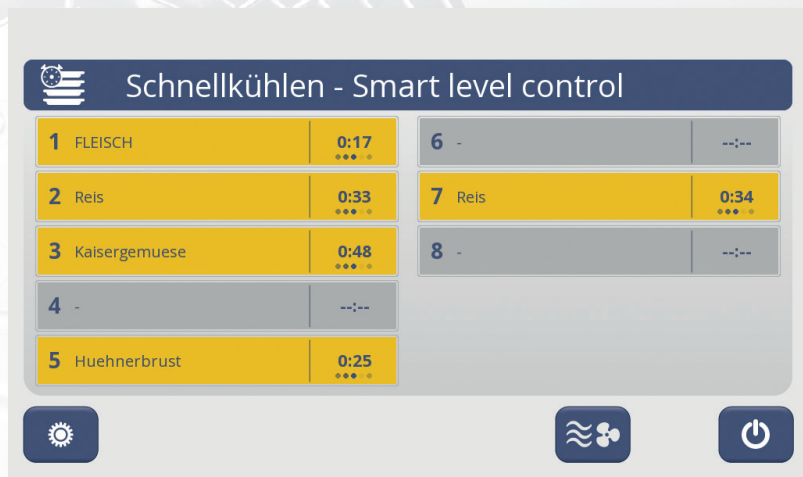 Schnellkühlen - Smart level control
1 FLEISCH 0:17
2 Reis 0:33
3 Kaisergemuese 0:48
4 - --:--
5 Huehnerbrust 0:25
6 - --:--
7 Reis 0:34
8 - --:--